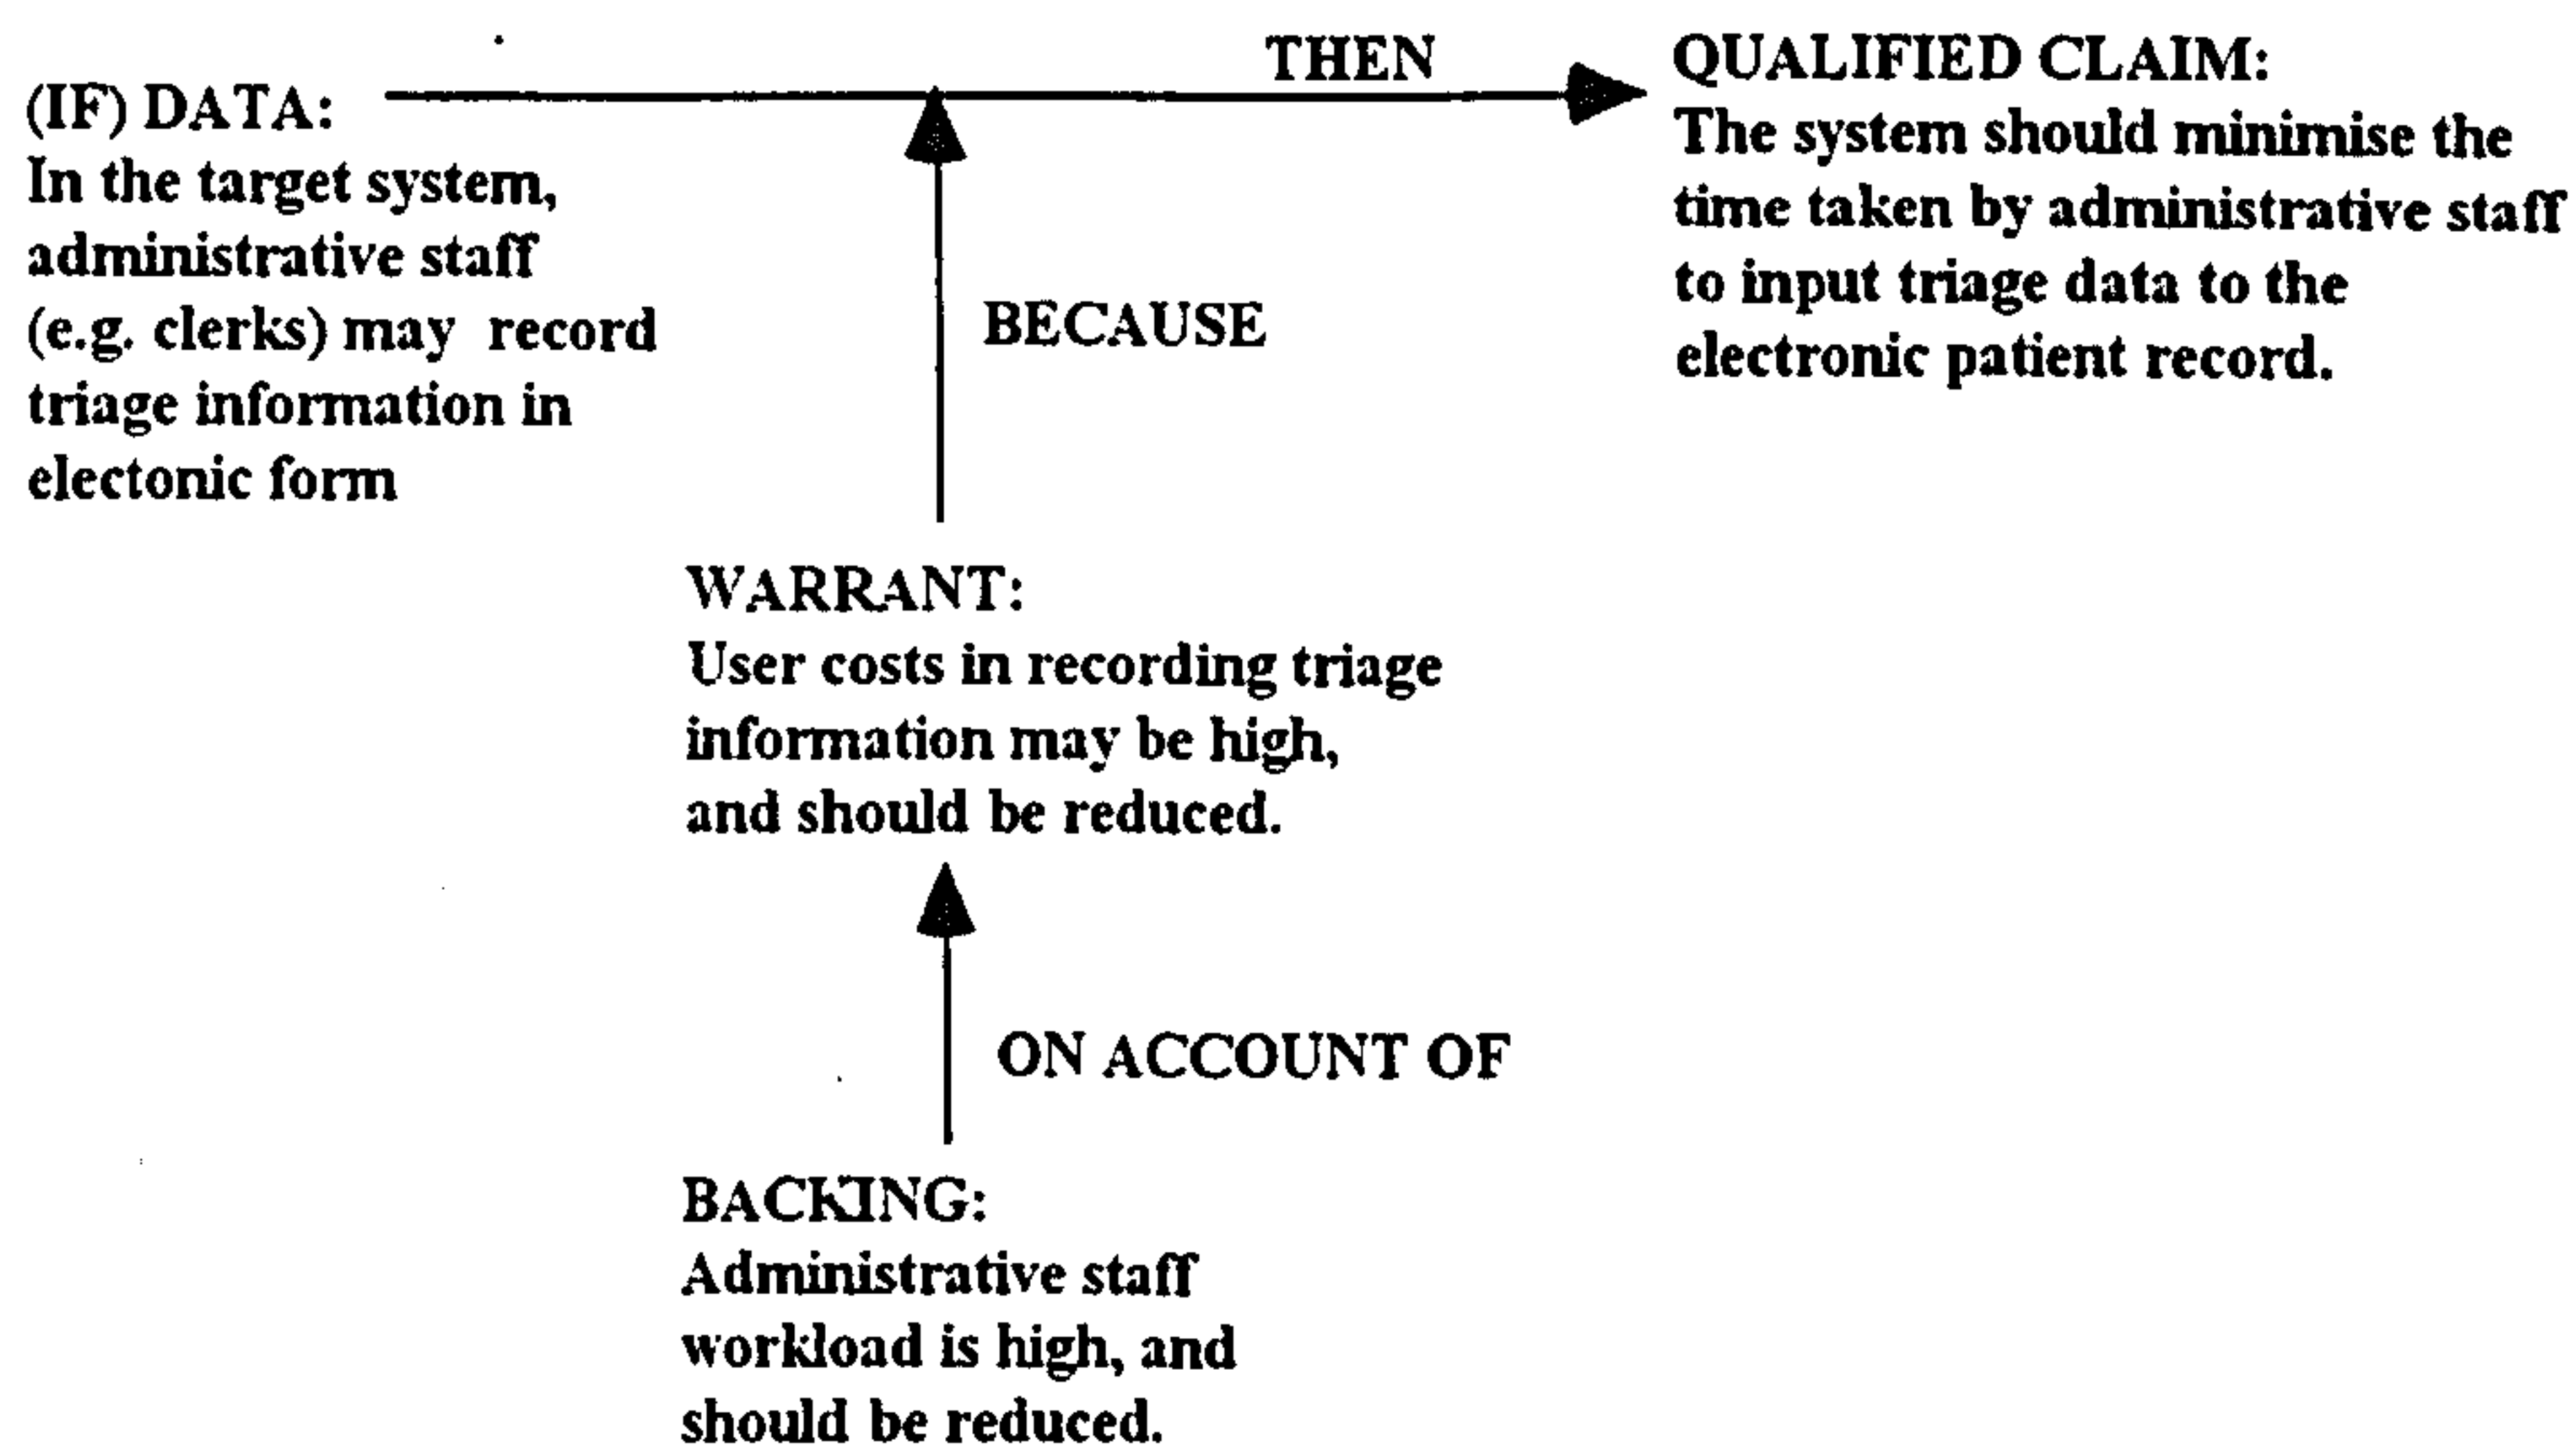 (IF) DATA:
In the target system,
administrative staff
(e.g. clerks) may record
triage information in
electonic form
THEN
QUALIFIED CLAIM:
The system should minimise the
time taken by administrative staff
to input triage data to the
electronic patient record.
BECAUSE
WARRANT:
User costs in recording triage
information may be high,
and should be reduced.
ON ACCOUNT OF
BACKING:
Administrative staff
workload is high, and
should be reduced.